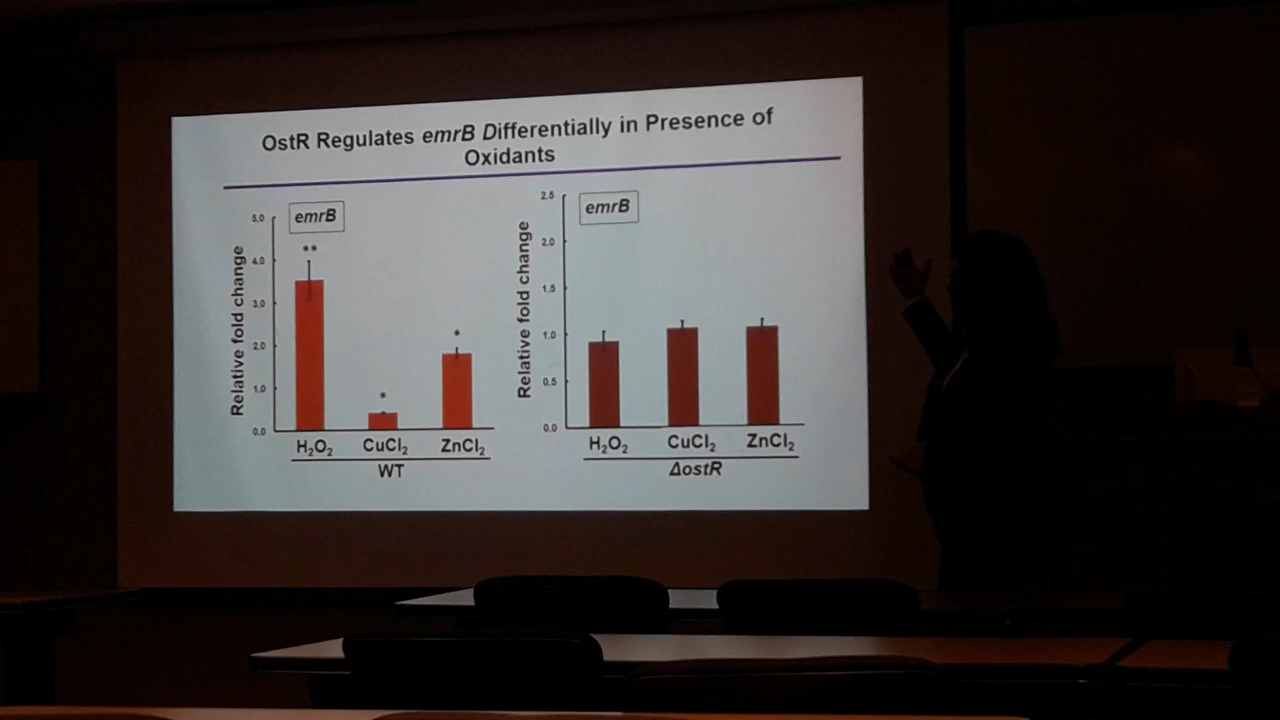 OstR Regulates emrB Differentially in Presence of
Oxidants
emrB
Relative fold change
5.0
4.0
3.0
2.0
1.0
0.0
**
*
*
H₂O₂ CuCl₂ ZnCl₂
WT
emrB
Relative fold change
2.5
2.0
1.5
1.0
0.5
0.0
H₂O₂ CuCl₂ ZnCl₂
ΔostR